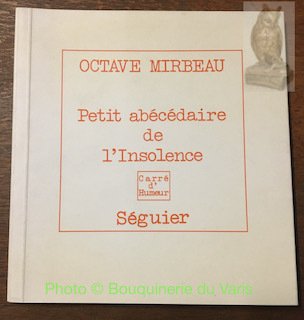 OCTAVE MIRBEAU
Petit abécédaire
de
l'Insolence
Carré
d'
Humeur
Séguier
Photo © Bouquinerie du Varis